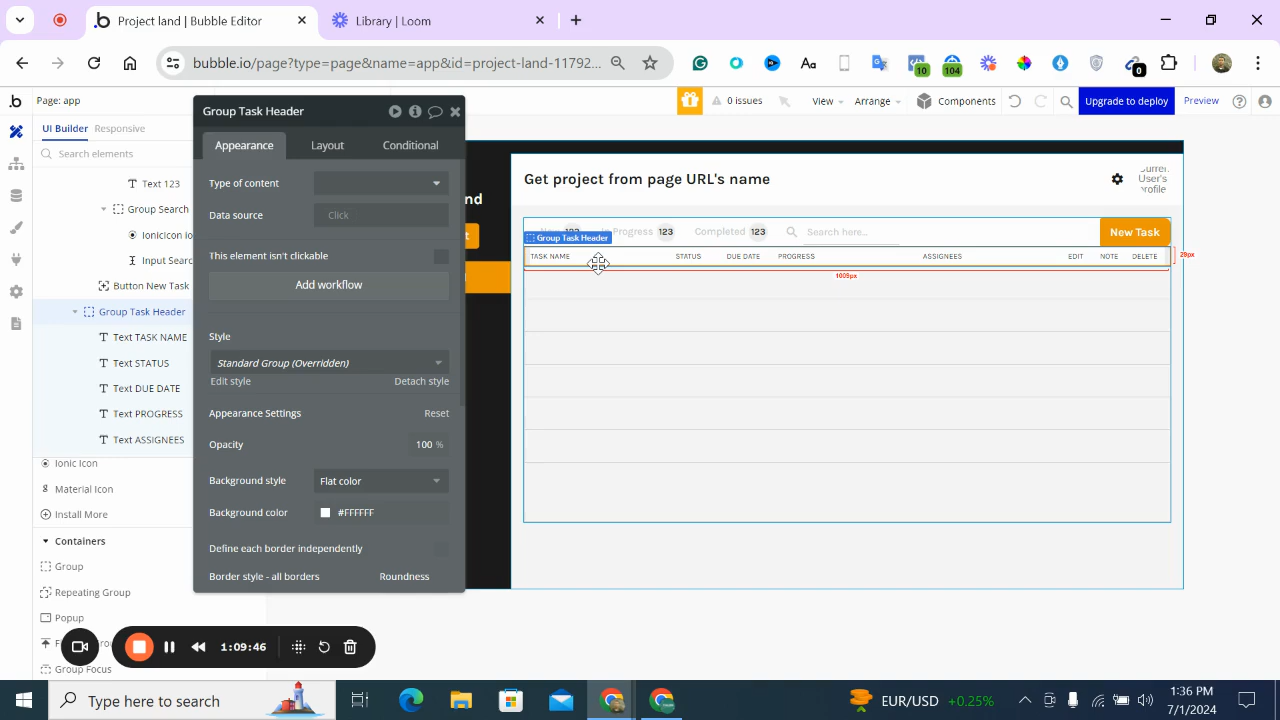 Project land | Bubble Editor
Library | Loom
bubble.io/page?type=page&name=app&id=project-land-11792...
10
104
0
Page: app
0 issues
View
Arrange
Components
Upgrade to deploy
Preview
UI Builder
Responsive
Search elements
Text 123
Group Search
Ionicicon io
Input Searc
Button New Task
Group Task Header
Text TASK NAME
Text STATUS
Text DUE DATE
Text PROGRESS
Text ASSIGNEES
Ionic Icon
Material Icon
Install More
Containers
Group
Repeating Group
Popup
Group Focus
Group Task Header
Appearance
Layout
Conditional
Type of content
Data source
Click
This element isn't clickable
Add workflow
Style
Standard Group (Overridden)
Edit style
Detach style
Appearance Settings
Reset
Opacity
100 %
Background style
Flat color
Background color
#FFFFFF
Define each border independently
Border style - all borders
Roundness
nd
t
Get project from page URL's name
Current
User's
Profile
123
Progress
123
Completed
123
Search here...
New Task
Group Task Header
TASK NAME
STATUS
DUE DATE
PROGRESS
ASSIGNEES
EDIT
NOTE
DELETE
28px
1009px
1:09:46
Type here to search
EUR/USD
+0.25%
1:36 PM
7/1/2024